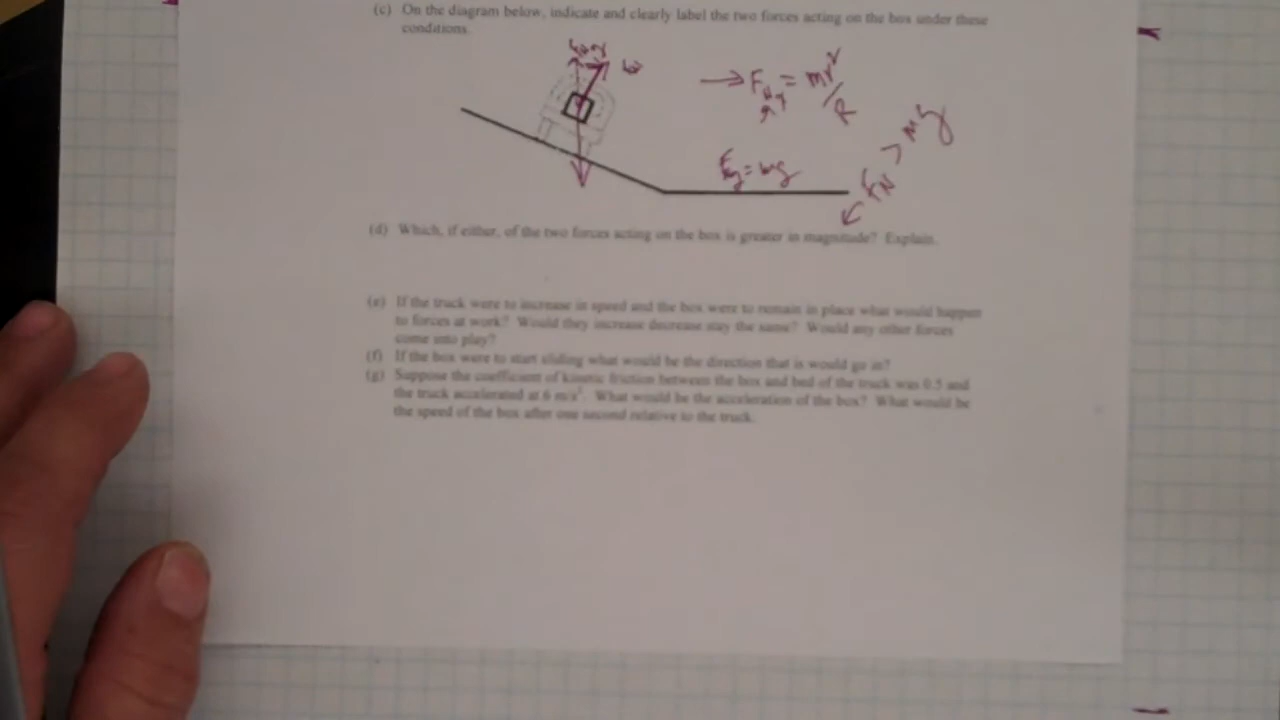 (c) On the diagram below, indicate and clearly label the two forces acting on the box under these
conditions.
→ F = mv²/R
Fg = mg
FN > mg
(d) Which, if either, of the two forces acting on the box is greater in magnitude? Explain.
(e) If the truck were to increase in speed and the box were to remain in place what would happen
to forces at work? Would they increase decrease stay the same? Would any other forces
come into play?
(f) If the box were to start sliding what would be the direction that is would go in?
(g) Suppose the coefficient of kinetic friction between the box and bed of the truck was 0.5 and
the truck accelerated at 6 m/s². What would be the acceleration of the box? What would be
the speed of the box after one second relative to the truck.